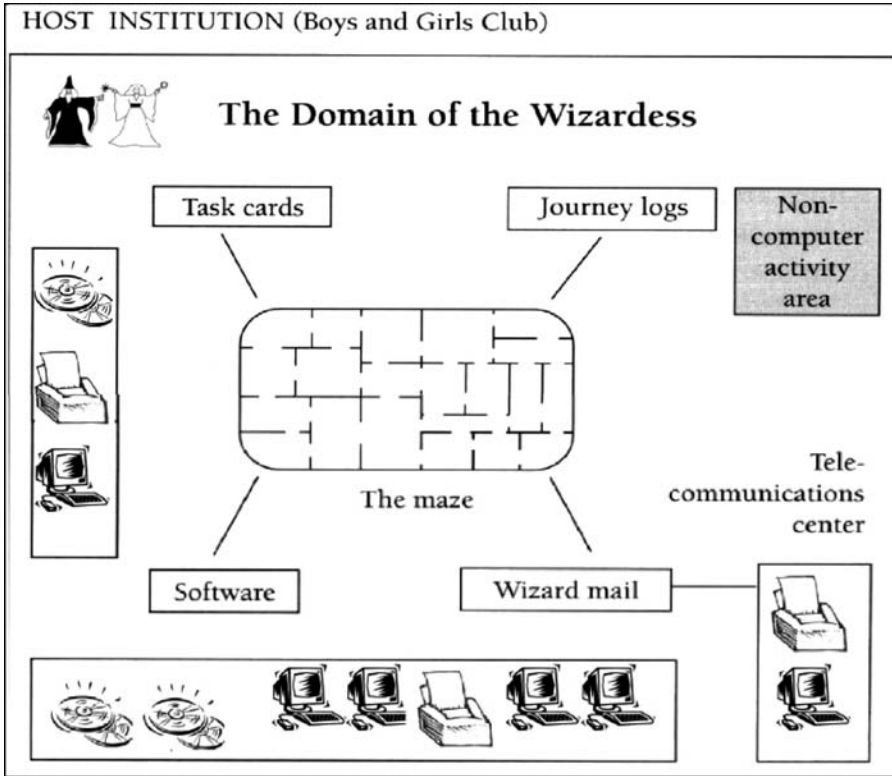 HOST INSTITUTION (Boys and Girls Club)
The Domain of the Wizardess
Task cards
Journey logs
Non-
computer
activity
area
The maze
Tele-
communications
center
Software
Wizard mail